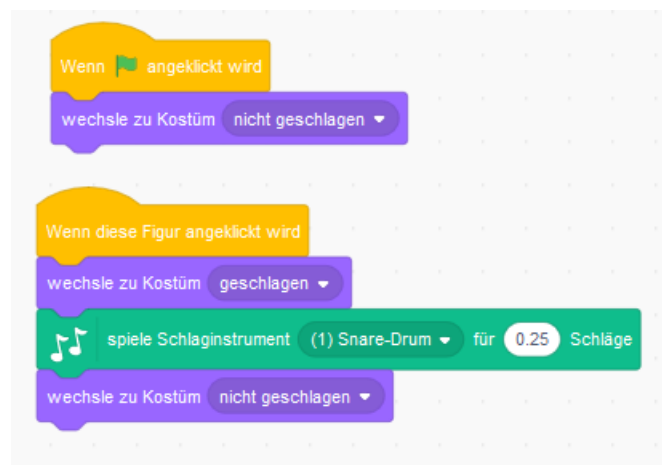 Wenn angeklickt wird
wechsle zu Kostüm nicht geschlagen
Wenn diese Figur angeklickt wird
wechsle zu Kostüm geschlagen
spiele Schlaginstrument (1) Snare-Drum für 0.25 Schläge
wechsle zu Kostüm nicht geschlagen